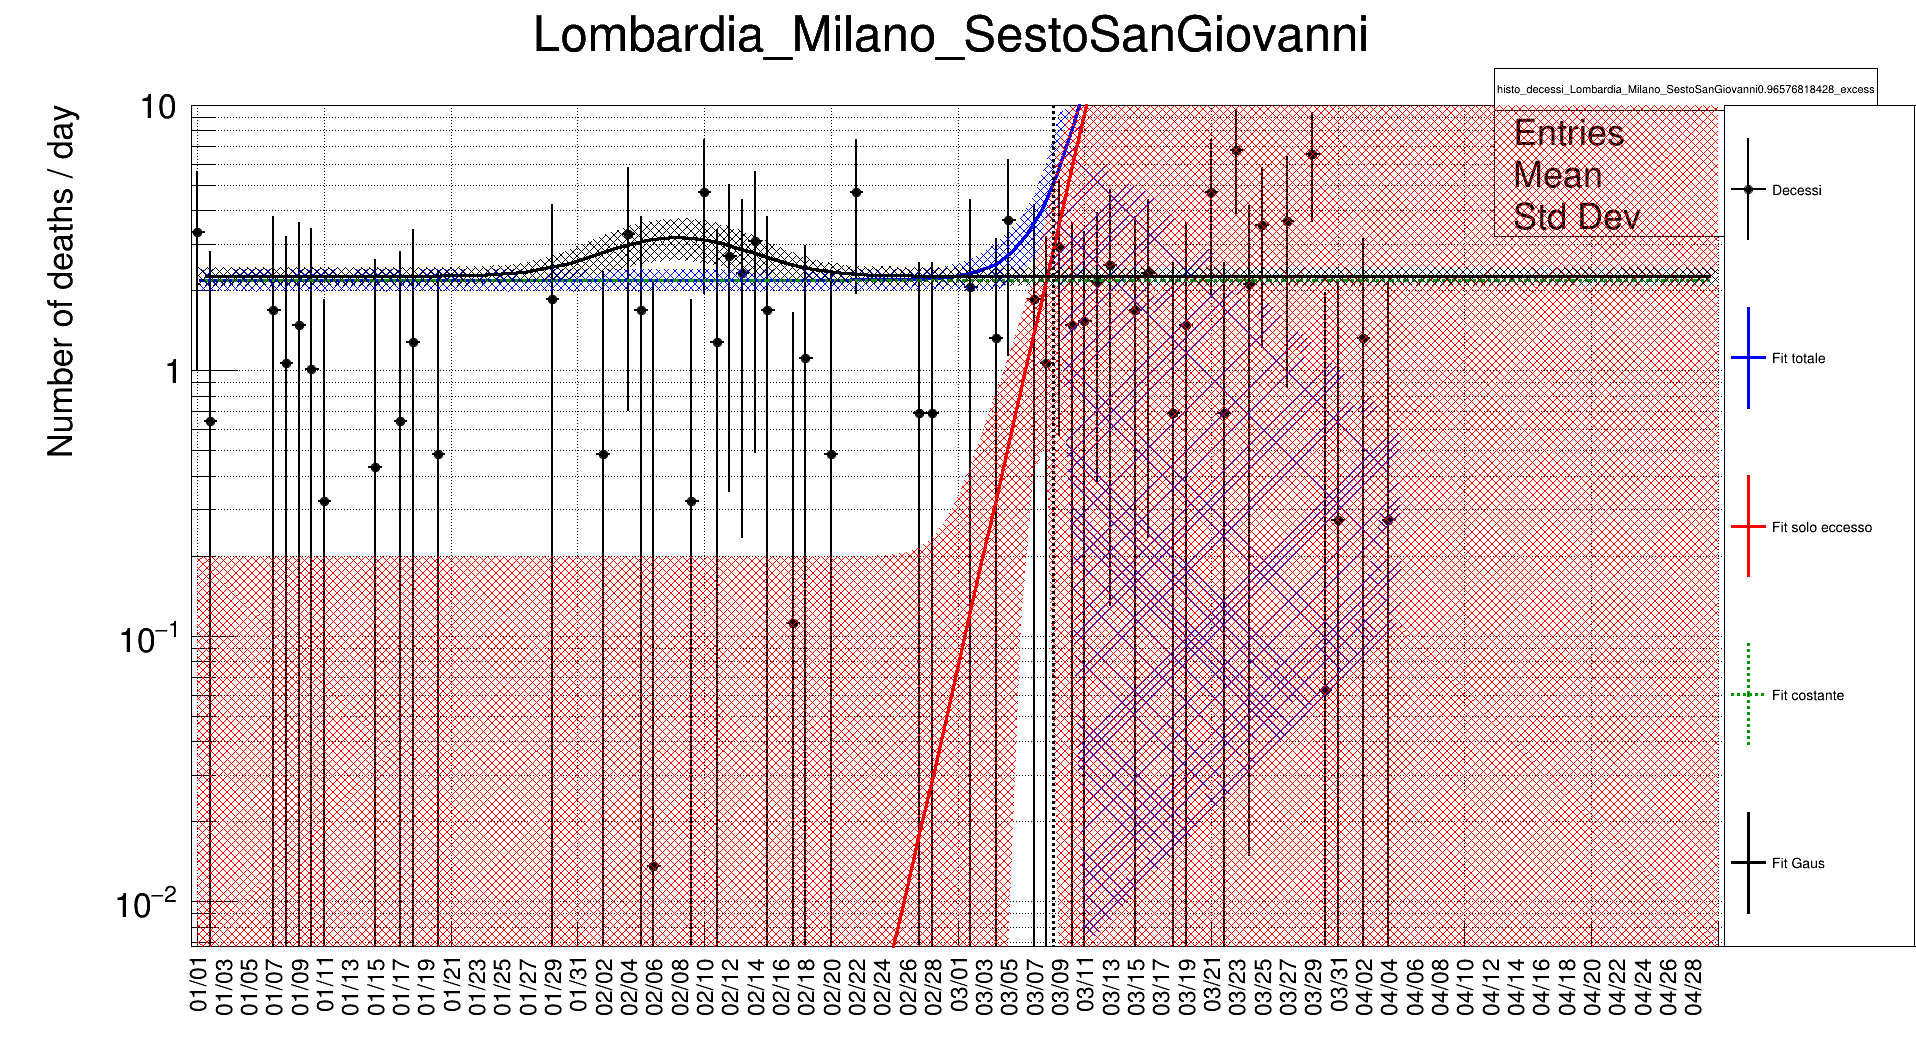 Lombardia_Milano_SestoSanGiovanni
histo_decessi_Lombardia_Milano_SestoSanGiovanni0.96576818428_excess
Entries
Mean
Std Dev
Number of deaths / day
10
1
10−1
10−2
Decessi
Fit totale
Fit solo eccesso
Fit costante
Fit Gaus
01/01 01/03 01/05 01/07 01/09 01/11 01/13 01/15 01/17 01/19 01/21 01/23 01/25 01/27 01/29 01/31 02/02 02/04 02/06 02/08 02/10 02/12 02/14 02/16 02/18 02/20 02/22 02/24 02/26 02/28 03/01 03/03 03/05 03/07 03/09 03/11 03/13 03/15 03/17 03/19 03/21 03/23 03/25 03/27 03/29 03/31 04/02 04/04 04/06 04/08 04/10 04/12 04/14 04/16 04/18 04/20 04/22 04/24 04/26 04/28